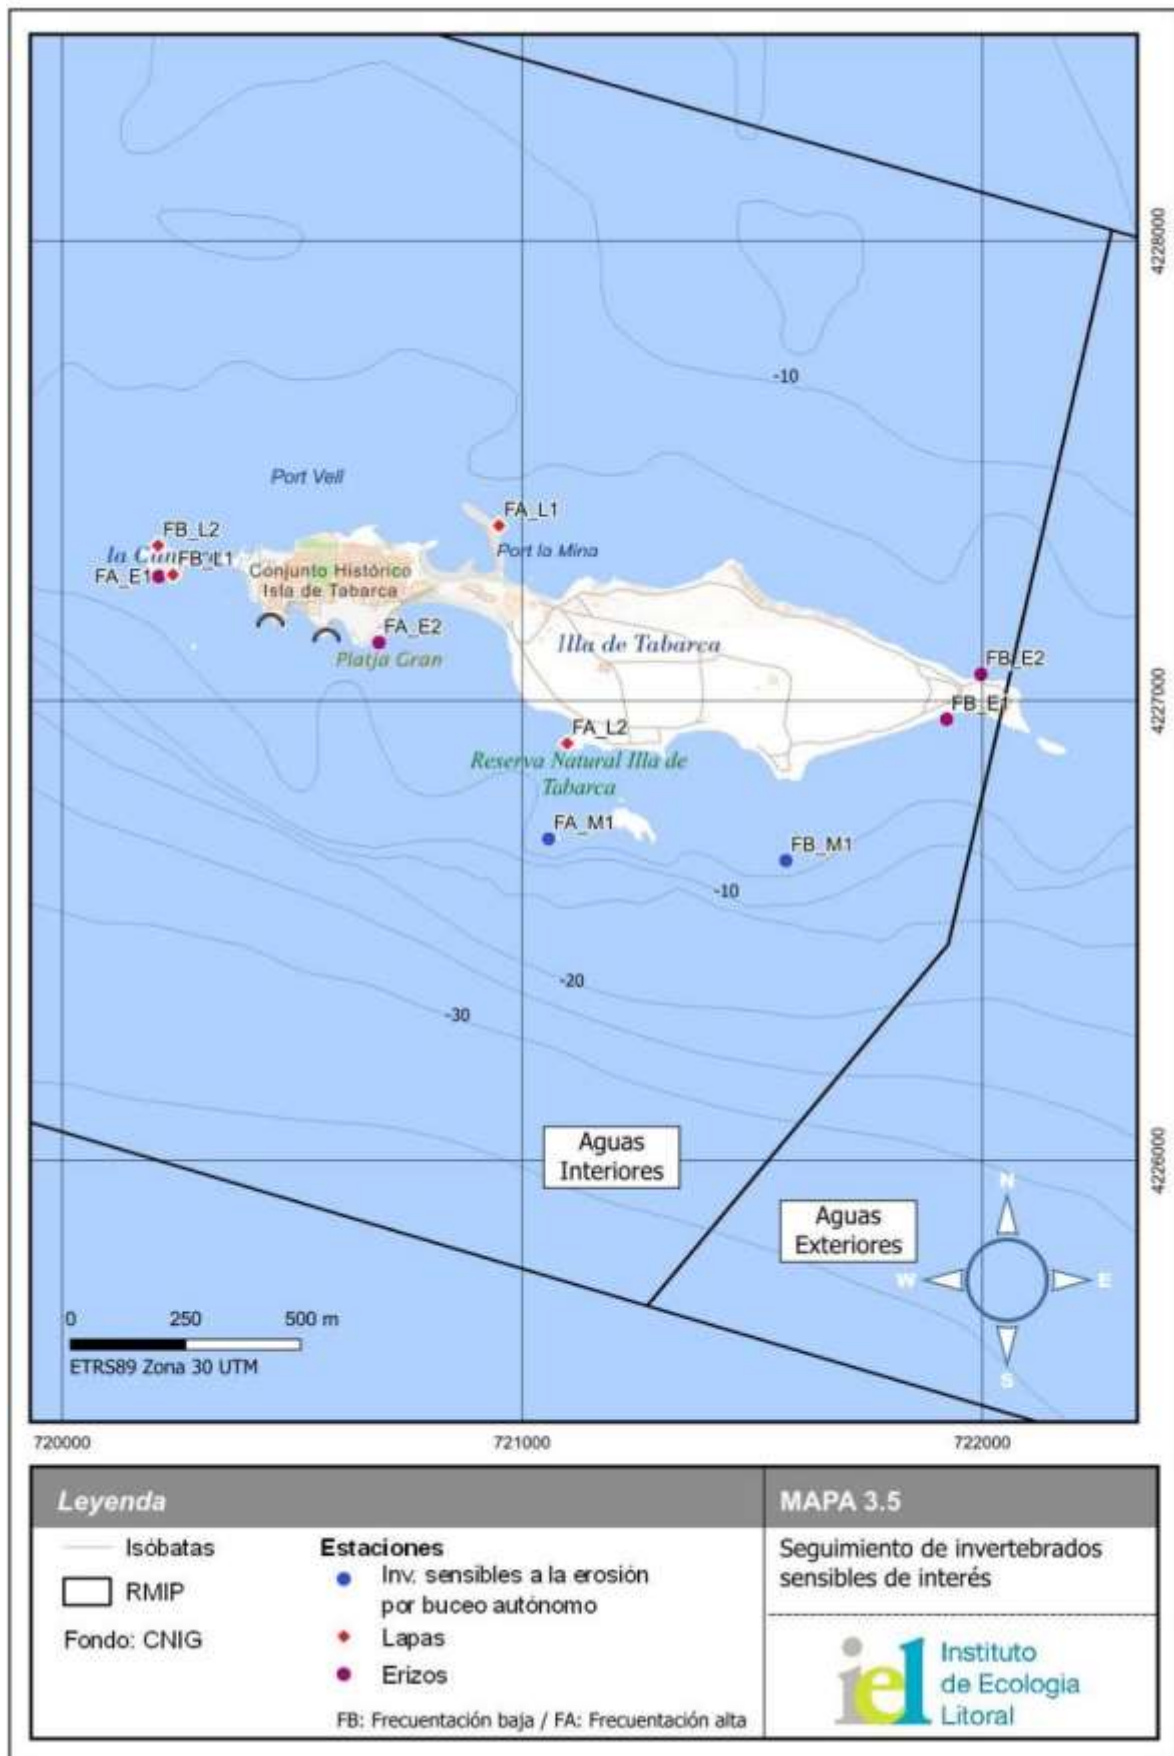 4228000
-10
Port Vell
FA_L1
FB_L2
Port la Mina
FB_L1
FA_E1
Conjunto Histórico
Isla de Tabarca
FA_E2
Illa de Tabarca
Platja Gran
FB_E2
FB_E1
4227000
FA_L2
Reserva Natural Illa de
Tabarca
FA_M1
FB_M1
-10
-20
-30
Aguas
Interiores
4226000
Aguas
Exteriores
N
W
E
S
0 250 500 m
ETRS89 Zona 30 UTM
720000 721000 722000
Leyenda
Isóbatas
RMIP
Fondo: CNIG
Estaciones
Inv. sensibles a la erosión
por buceo autónomo
Lapas
Erizos
FB: Frecuentación baja / FA: Frecuentación alta
MAPA 3.5
Seguimiento de invertebrados
sensibles de interés
iel
Instituto
de Ecologia
Litoral